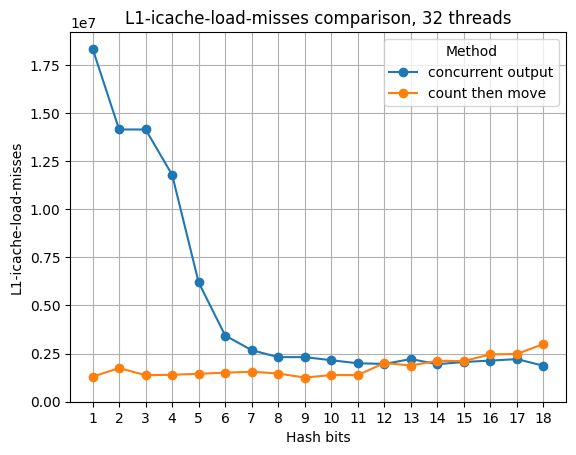 L1-icache-load-misses comparison, 32 threads
1e7
Method
concurrent output
count then move
1.75
1.50
1.25
1.00
0.75
0.50
0.25
0.00
L1-icache-load-misses
1 2 3 4 5 6 7 8 9 10 11 12 13 14 15 16 17 18
Hash bits